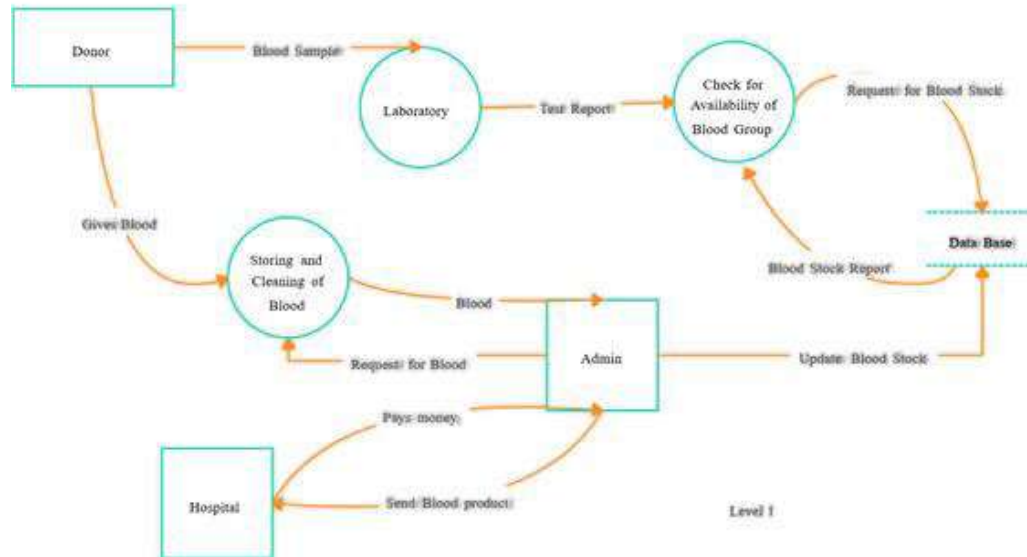 Donor
Blood Sample
Laboratory
Test Report
Check for
Availability of
Blood Group
Request for Blood Stock
Gives Blood
Storing and
Cleaning of
Blood
Blood
Data Base
Blood Stock Report
Request for Blood
Admin
Update Blood Stock
Pays money
Hospital
Send Blood product
Level 1